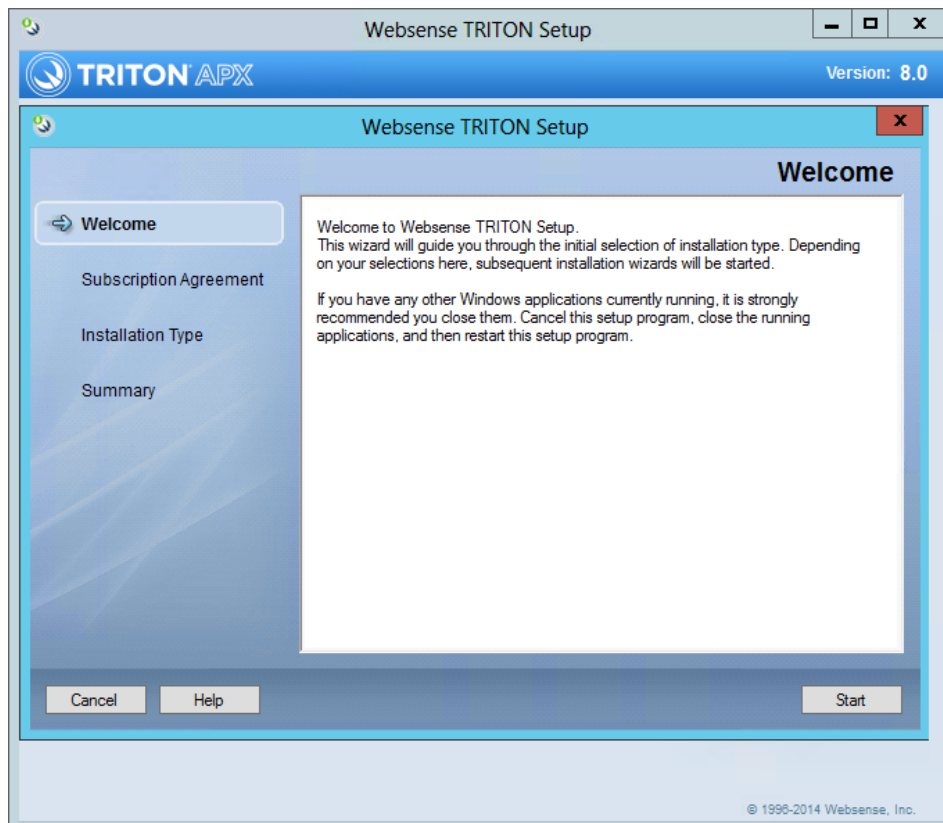 Websense TRITON Setup
TRITON APX
Version: 8.0
Websense TRITON Setup
Welcome
Welcome
Subscription Agreement
Installation Type
Summary
Welcome to Websense TRITON Setup.
This wizard will guide you through the initial selection of installation type. Depending
on your selections here, subsequent installation wizards will be started.
If you have any other Windows applications currently running, it is strongly
recommended you close them. Cancel this setup program, close the running
applications, and then restart this setup program.
Cancel
Help
Start
© 1996-2014 Websense, Inc.